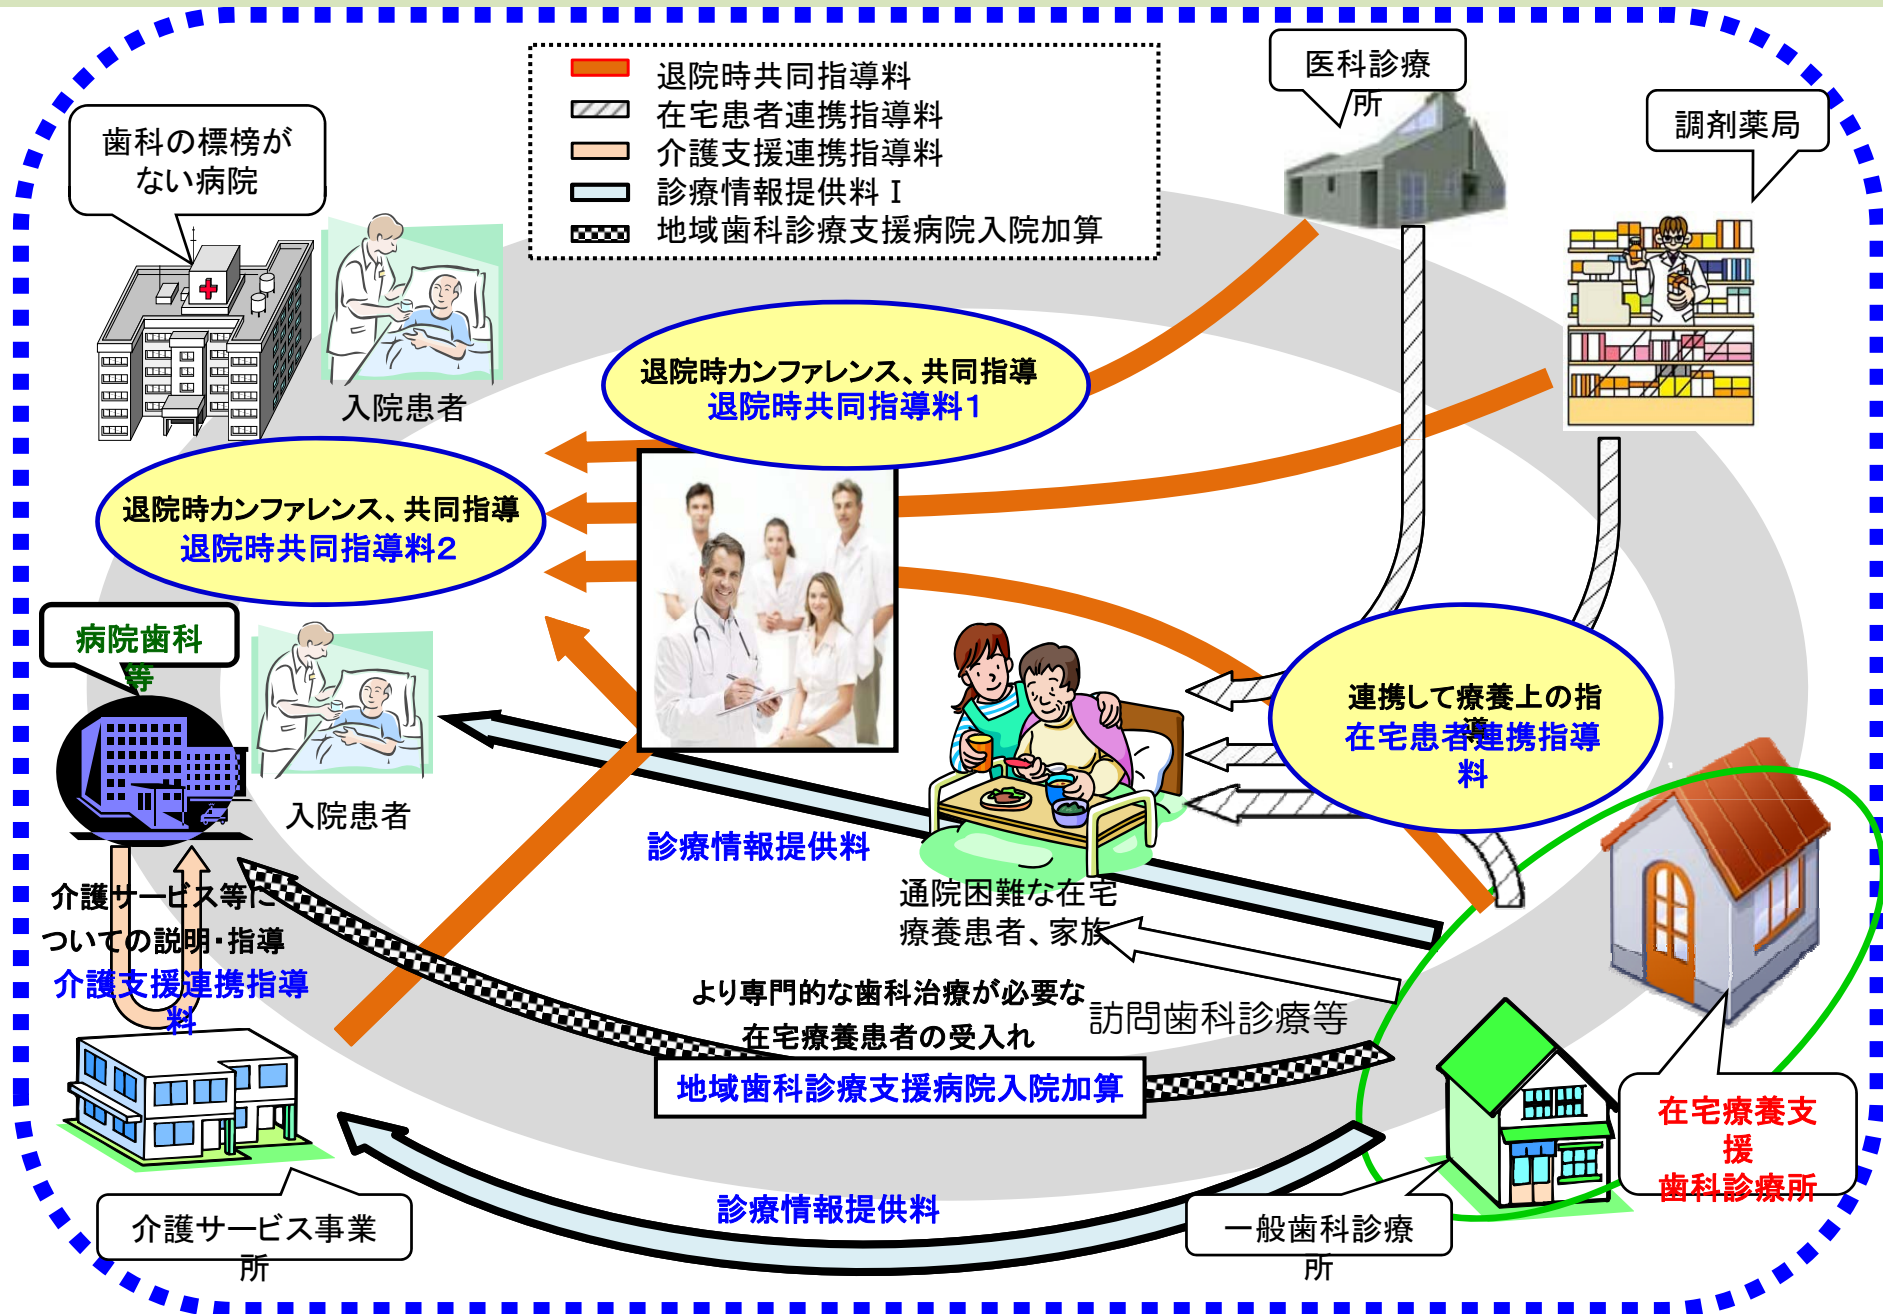 退院時共同指導料
在宅患者連携指導料
介護支援連携指導料
診療情報提供料Ⅰ
地域歯科診療支援病院入院加算
医科診療
所
調剤薬局
歯科の標榜が
ない病院
入院患者
退院時カンファレンス、共同指導
退院時共同指導料1
退院時カンファレンス、共同指導
退院時共同指導料2
病院歯科
等
入院患者
連携して療養上の指
導
在宅患者連携指導
料
診療情報提供料
通院困難な在宅
療養患者、家族
介護サービス等に
ついての説明・指導
介護支援連携指導
料
より専門的な歯科治療が必要な
在宅療養患者の受入れ
地域歯科診療支援病院入院加算
訪問歯科診療等
在宅療養支
援
歯科診療所
診療情報提供料
介護サービス事業
所
一般歯科診療
所